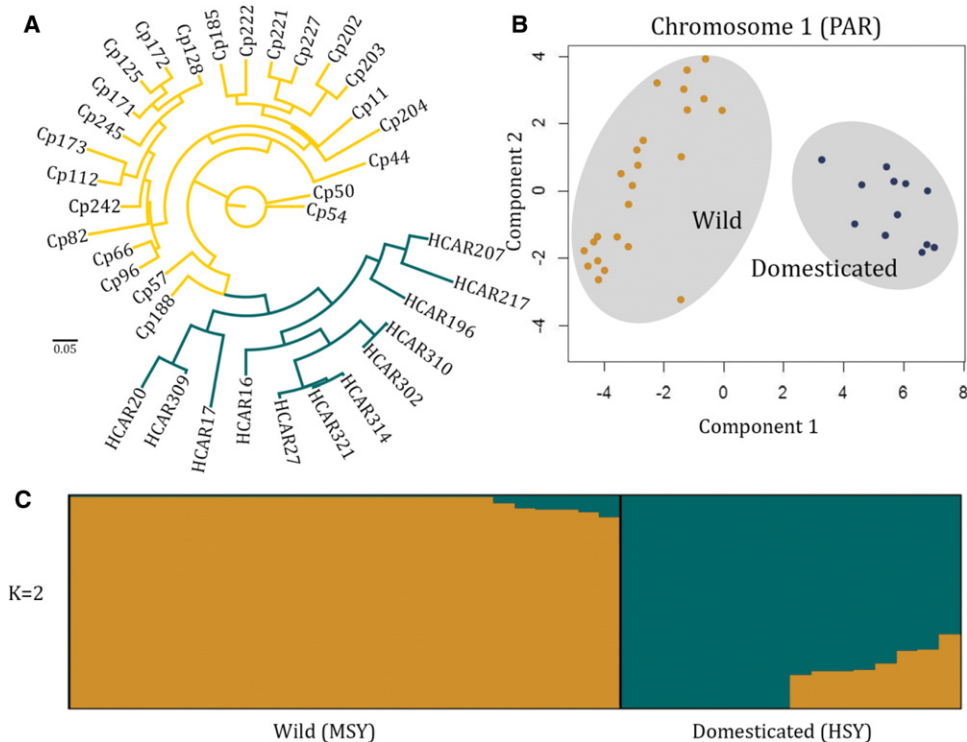 A
Cp173
Cp245
Cp171
Cp125
Cp172
Cp128
Cp185
Cp222
Cp221
Cp227
Cp202
Cp203
Cp11
Cp204
Cp44
Cp50
Cp54
Cp112
Cp242
Cp82
Cp66
Cp96
Cp57
Cp188
HCAR207
HCAR217
HCAR196
HCAR310
HCAR302
HCAR314
HCAR321
HCAR27
HCAR16
HCAR17
HCAR309
HCAR20
0.05
B
Chromosome 1 (PAR)
Component 2
4
2
0
-2
-4
Wild
Domesticated
-4 -2 0 2 4 6 8
Component 1
C
K=2
Wild (MSY) Domesticated (HSY)